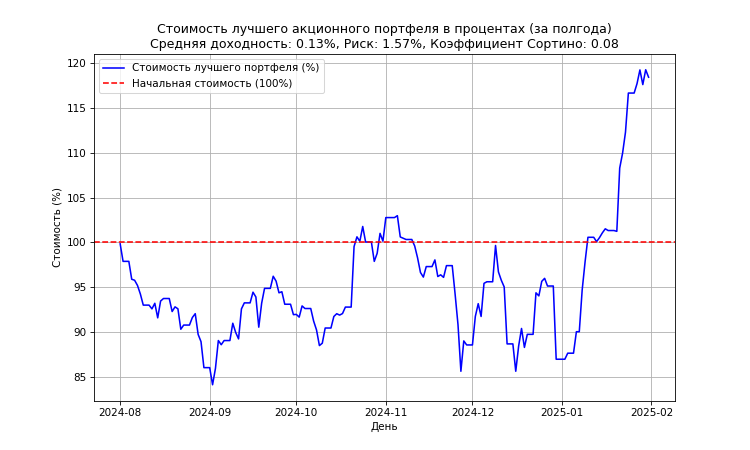 Стоимость лучшего акционного портфеля в процентах (за полгода)
Средняя доходность: 0.13%, Риск: 1.57%, Коэффициент Сортино: 0.08
Стоимость лучшего портфеля (%)
Начальная стоимость (100%)
Стоимость (%)
120
115
110
105
100
95
90
85
2024-08
2024-09
2024-10
2024-11
2024-12
2025-01
2025-02
День